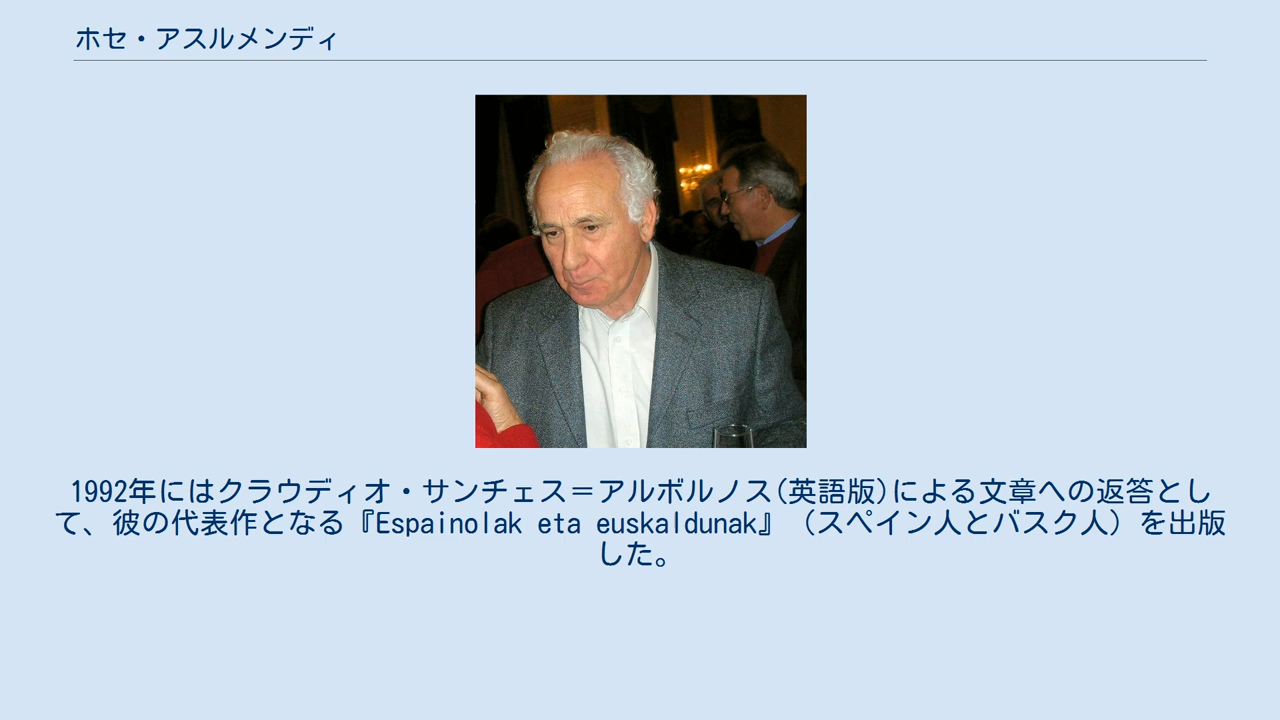 ホセ・アスルメンディ
1992年にはクラウディオ・サンチェス＝アルボルノス(英語版)による文章への返答とし
て、彼の代表作となる『Espainolak eta euskaldunak』（スペイン人とバスク人）を出版
した。